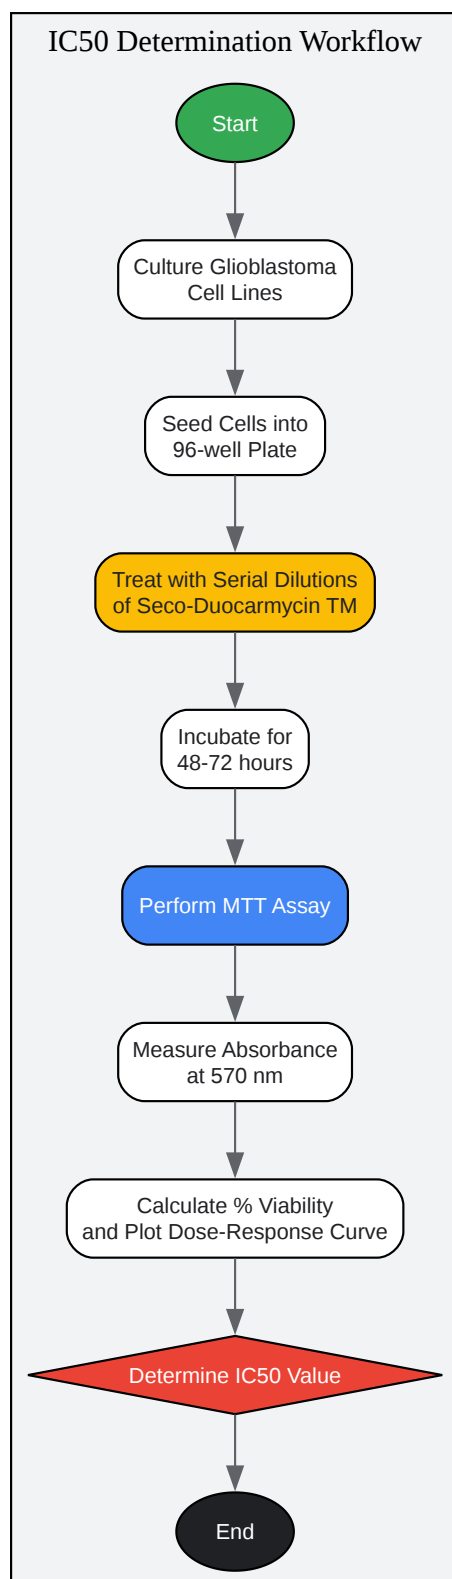 IC50 Determination Workflow
Start
Culture Glioblastoma
Cell Lines
Seed Cells into
96-well Plate
Treat with Serial Dilutions
of Seco-Duocarmycin TM
Incubate for
48-72 hours
Perform MTT Assay
Measure Absorbance
at 570 nm
Calculate % Viability
and Plot Dose-Response Curve
Determine IC50 Value
End